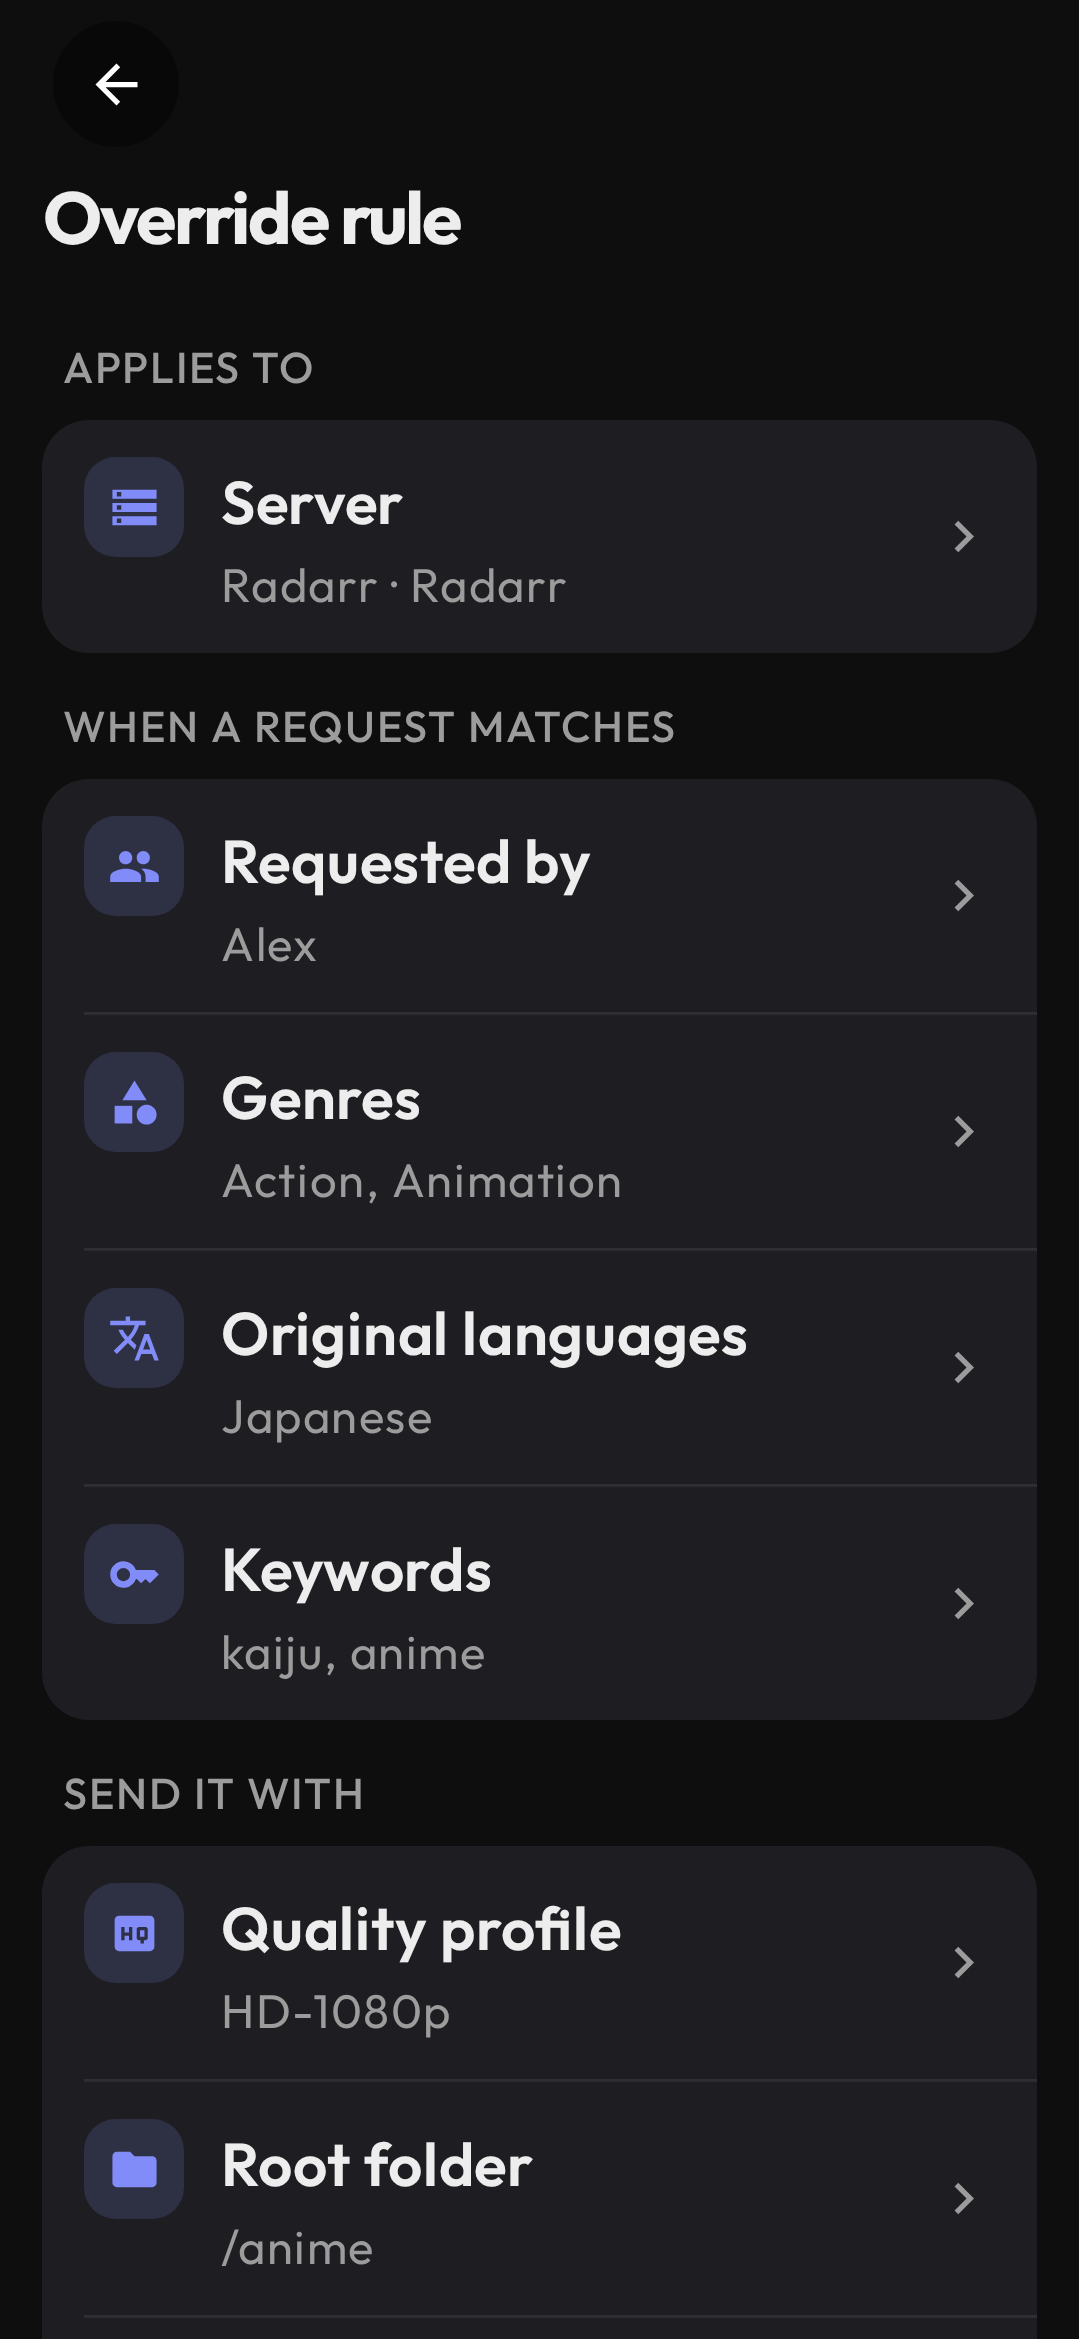 Override rule
APPLIES TO
Server
Radarr · Radarr
WHEN A REQUEST MATCHES
Requested by
Alex
Genres
Action, Animation
Original languages
Japanese
Keywords
kaiju, anime
SEND IT WITH
HQ
Quality profile
HD-1080p
Root folder
/anime